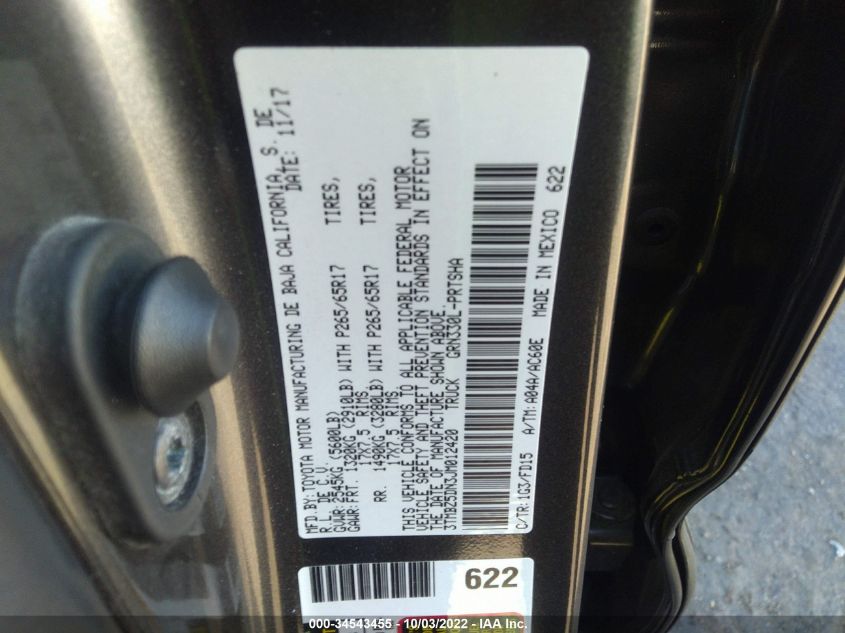 MFD.BY:TOYOTA MOTOR MANUFACTURING DE BAJA CALIFORNIA, S. DE
R.L. DE C.V. DATE: 11/17
GVWR:2545KG (5600LB)
GAWR:FRT. 1320KG (2910LB) WITH P265/65R17 TIRES,
17X7.5 RIMS
RR. 1490KG (3280LB) WITH P265/65R17 TIRES,
17X7.5 RIMS
THIS VEHICLE CONFORMS TO ALL APPLICABLE FEDERAL MOTOR
VEHICLE SAFETY AND THEFT PREVENTION STANDARDS IN EFFECT ON
THE DATE OF MANUFACTURE SHOWN ABOVE.
3TMBZ5DN3JM012420 TRUCK GRN330L-PRTSHA
C/TR:1G3/FD15 A/TM:A04A/AC60E MADE IN MEXICO 622
622
000-34543455 - 10/03/2022 - IAA Inc.